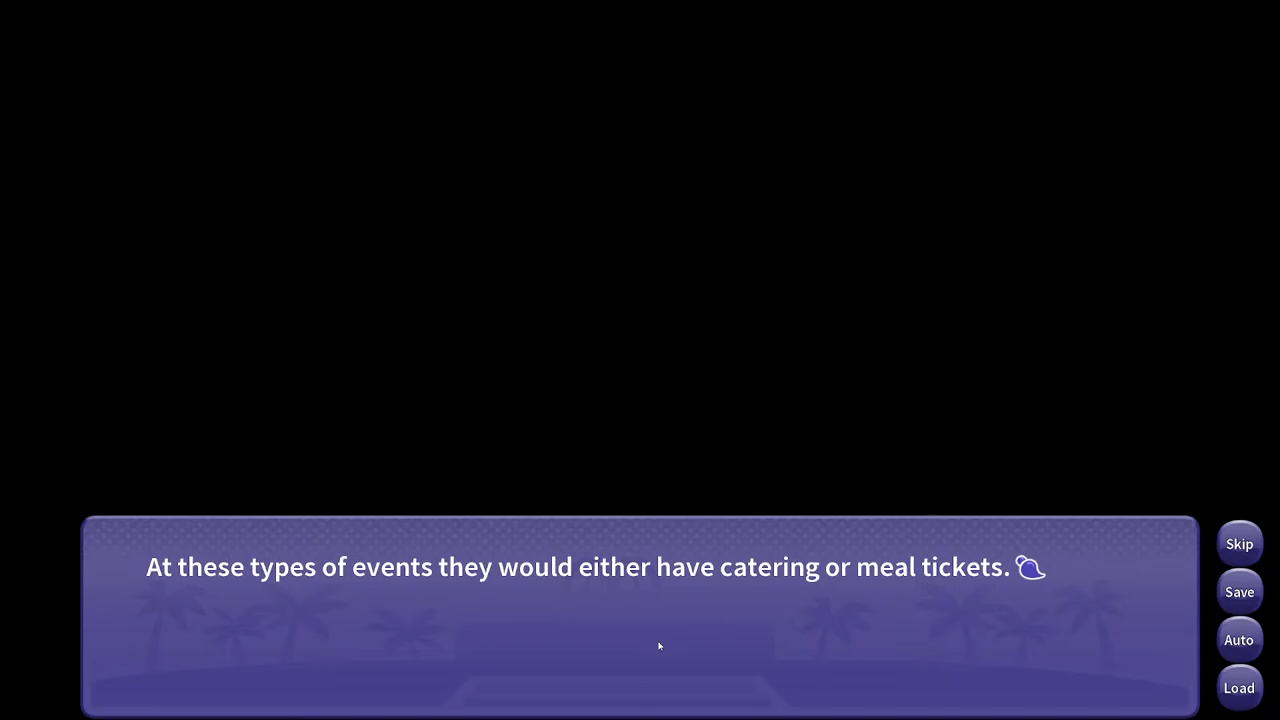 At these types of events they would either have catering or meal tickets.
Skip
Save
Auto
Load